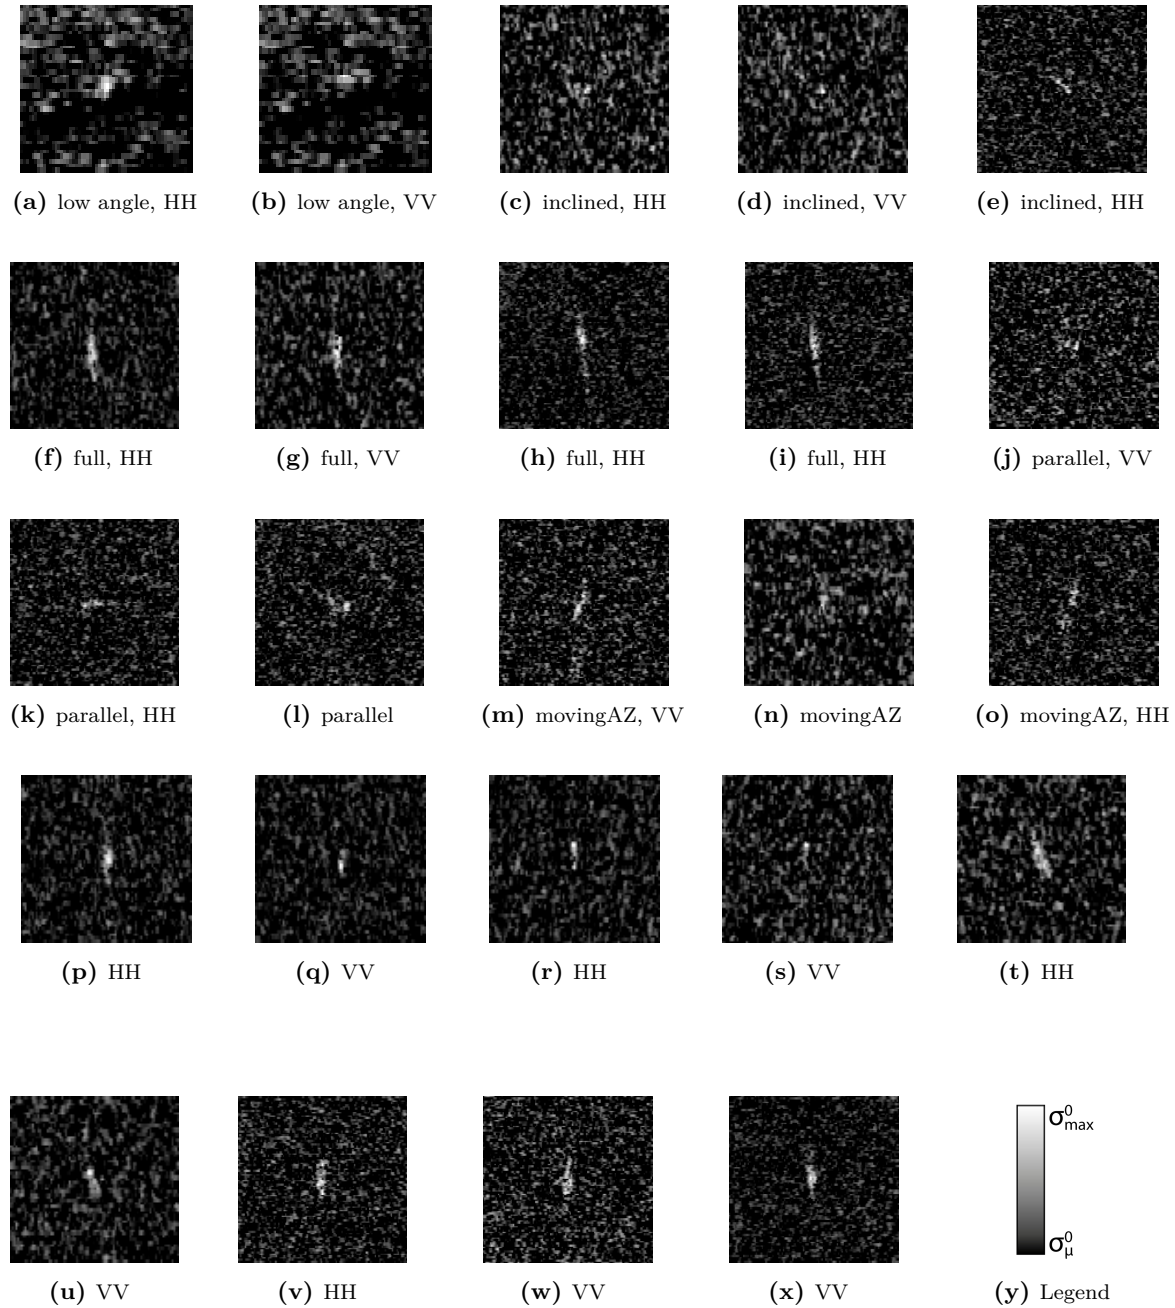 (a) low angle, HH
(b) low angle, VV
(c) inclined, HH
(d) inclined, VV
(e) inclined, HH
(f) full, HH
(g) full, VV
(h) full, HH
(i) full, HH
(j) parallel, VV
(k) parallel, HH
(l) parallel
(m) movingAZ, VV
(n) movingAZ
(o) movingAZ, HH
(p) HH
(q) VV
(r) HH
(s) VV
(t) HH
σ⁰max
σ⁰μ
(u) VV
(v) HH
(w) VV
(x) VV
(y) Legend